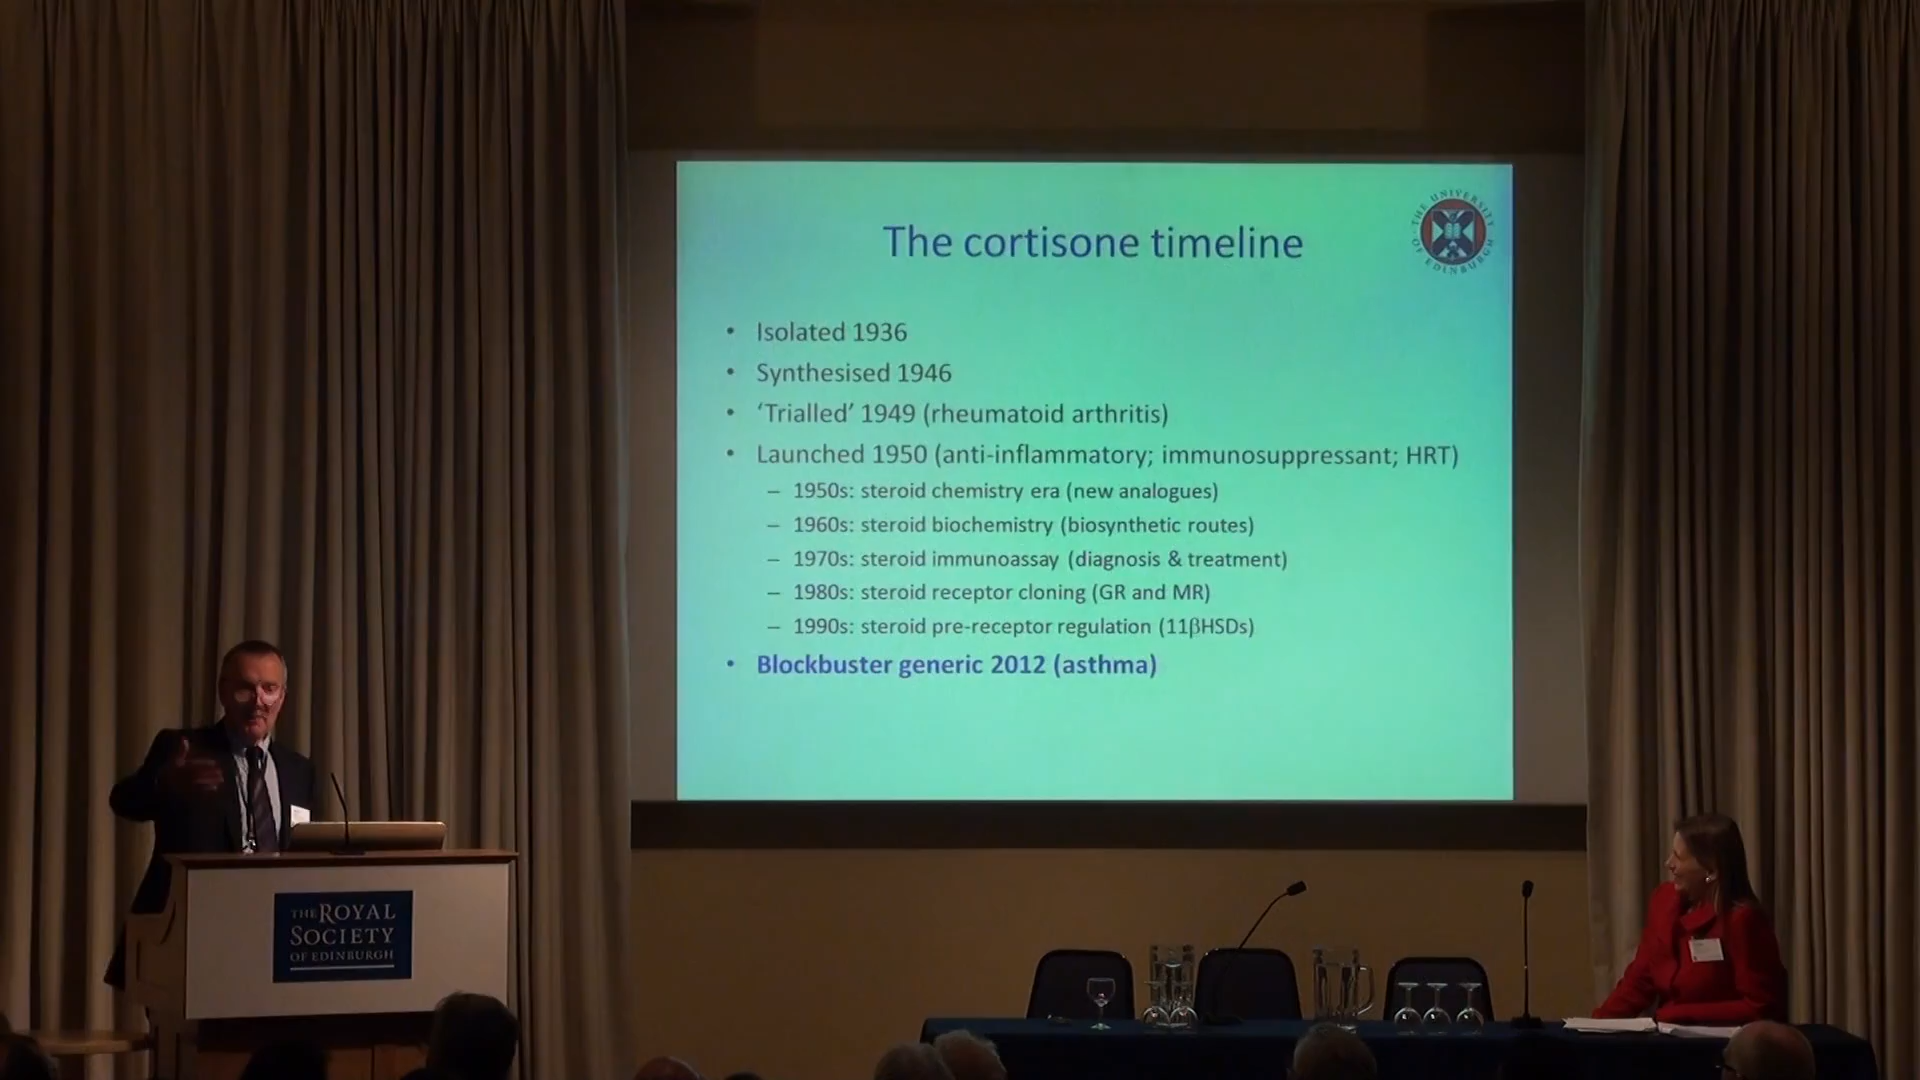 The cortisone timeline
THE UNIVERSITY OF EDINBURGH
• Isolated 1936
• Synthesised 1946
• ‘Trialled’ 1949 (rheumatoid arthritis)
• Launched 1950 (anti-inflammatory; immunosuppressant; HRT)
– 1950s: steroid chemistry era (new analogues)
– 1960s: steroid biochemistry (biosynthetic routes)
– 1970s: steroid immunoassay (diagnosis & treatment)
– 1980s: steroid receptor cloning (GR and MR)
– 1990s: steroid pre-receptor regulation (11βHSDs)
• Blockbuster generic 2012 (asthma)
THE ROYAL
SOCIETY
OF EDINBURGH